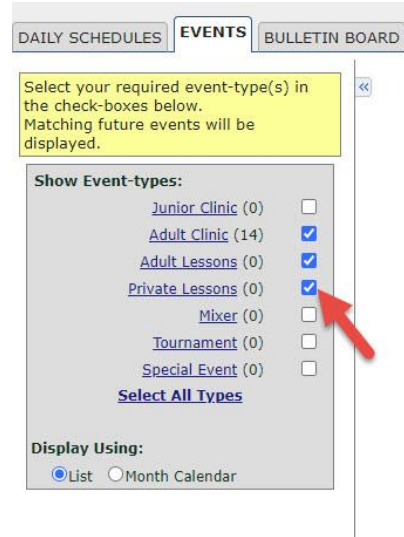 DAILY SCHEDULES EVENTS BULLETIN BOARD
Select your required event-type(s) in
the check-boxes below.
Matching future events will be
displayed.
«
Show Event-types:
Junior Clinic (0)
Adult Clinic (14)
Adult Lessons (0)
Private Lessons (0)
Mixer (0)
Tournament (0)
Special Event (0)
Select All Types
Display Using:
List Month Calendar